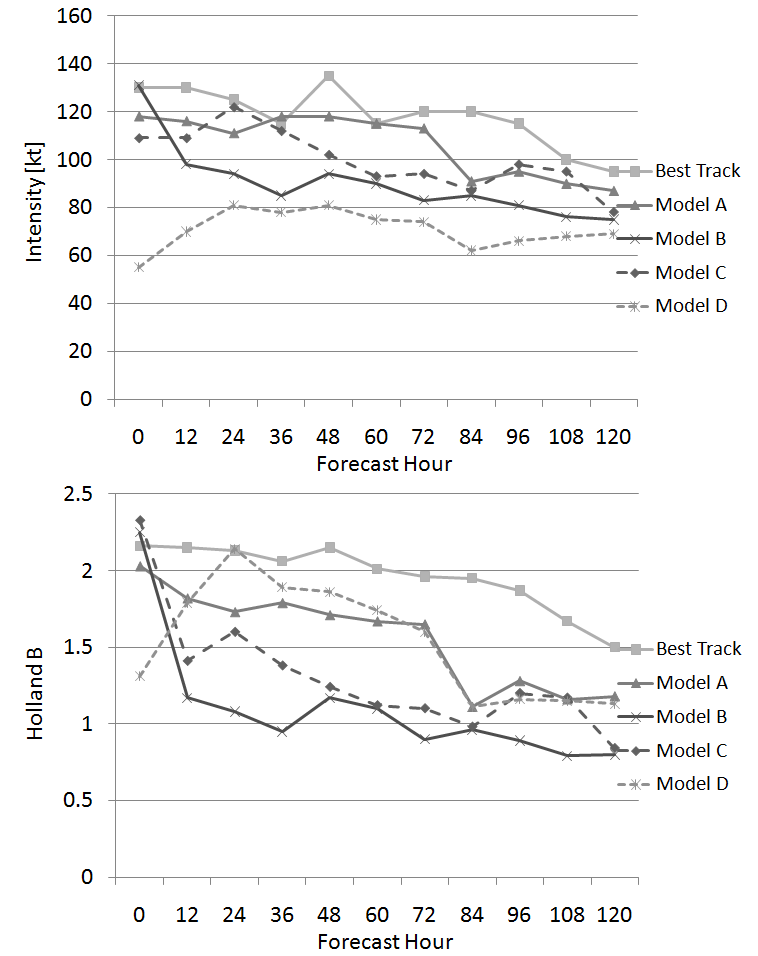 160
140
120
100
80
60
40
20
0
Intensity [kt]
0 12 24 36 48 60 72 84 96 108 120
Forecast Hour
Best Track
Model A
Model B
Model C
Model D
2.5
2
1.5
1
0.5
0
Holland B
0 12 24 36 48 60 72 84 96 108 120
Forecast Hour
Best Track
Model A
Model B
Model C
Model D